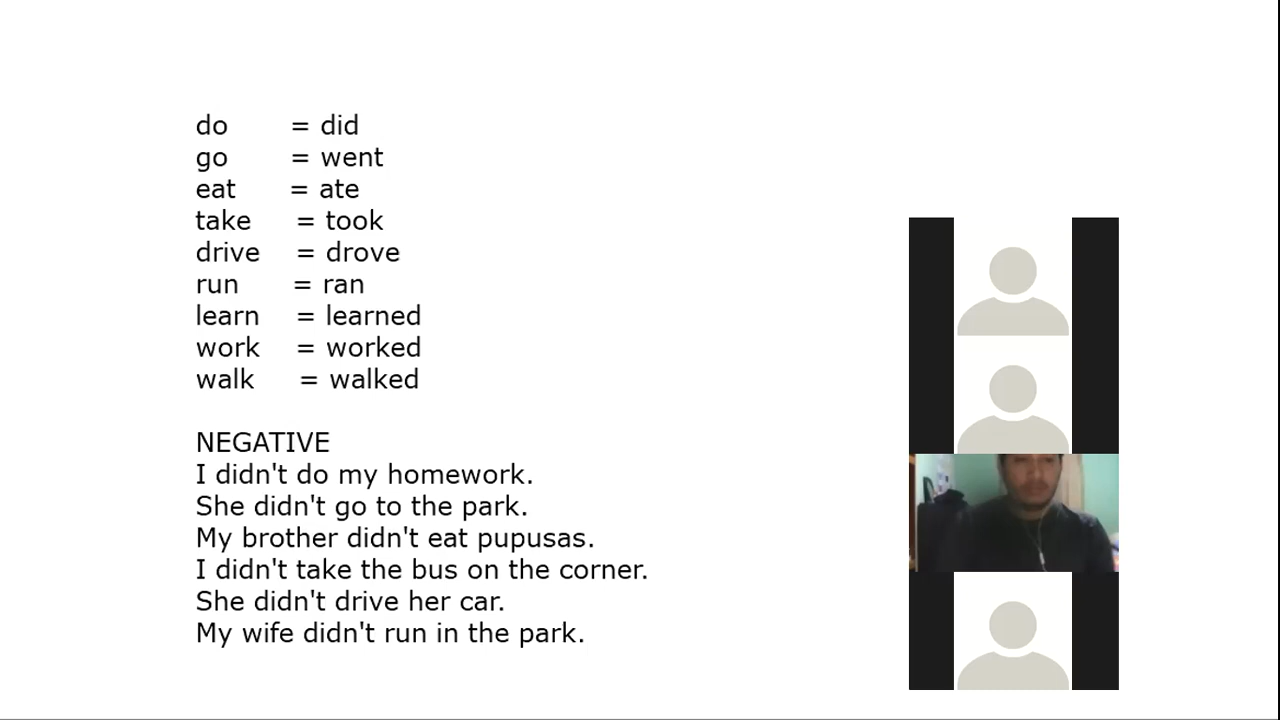 do = did
go = went
eat = ate
take = took
drive = drove
run = ran
learn = learned
work = worked
walk = walked
NEGATIVE
I didn't do my homework.
She didn't go to the park.
My brother didn't eat pupusas.
I didn't take the bus on the corner.
She didn't drive her car.
My wife didn't run in the park.